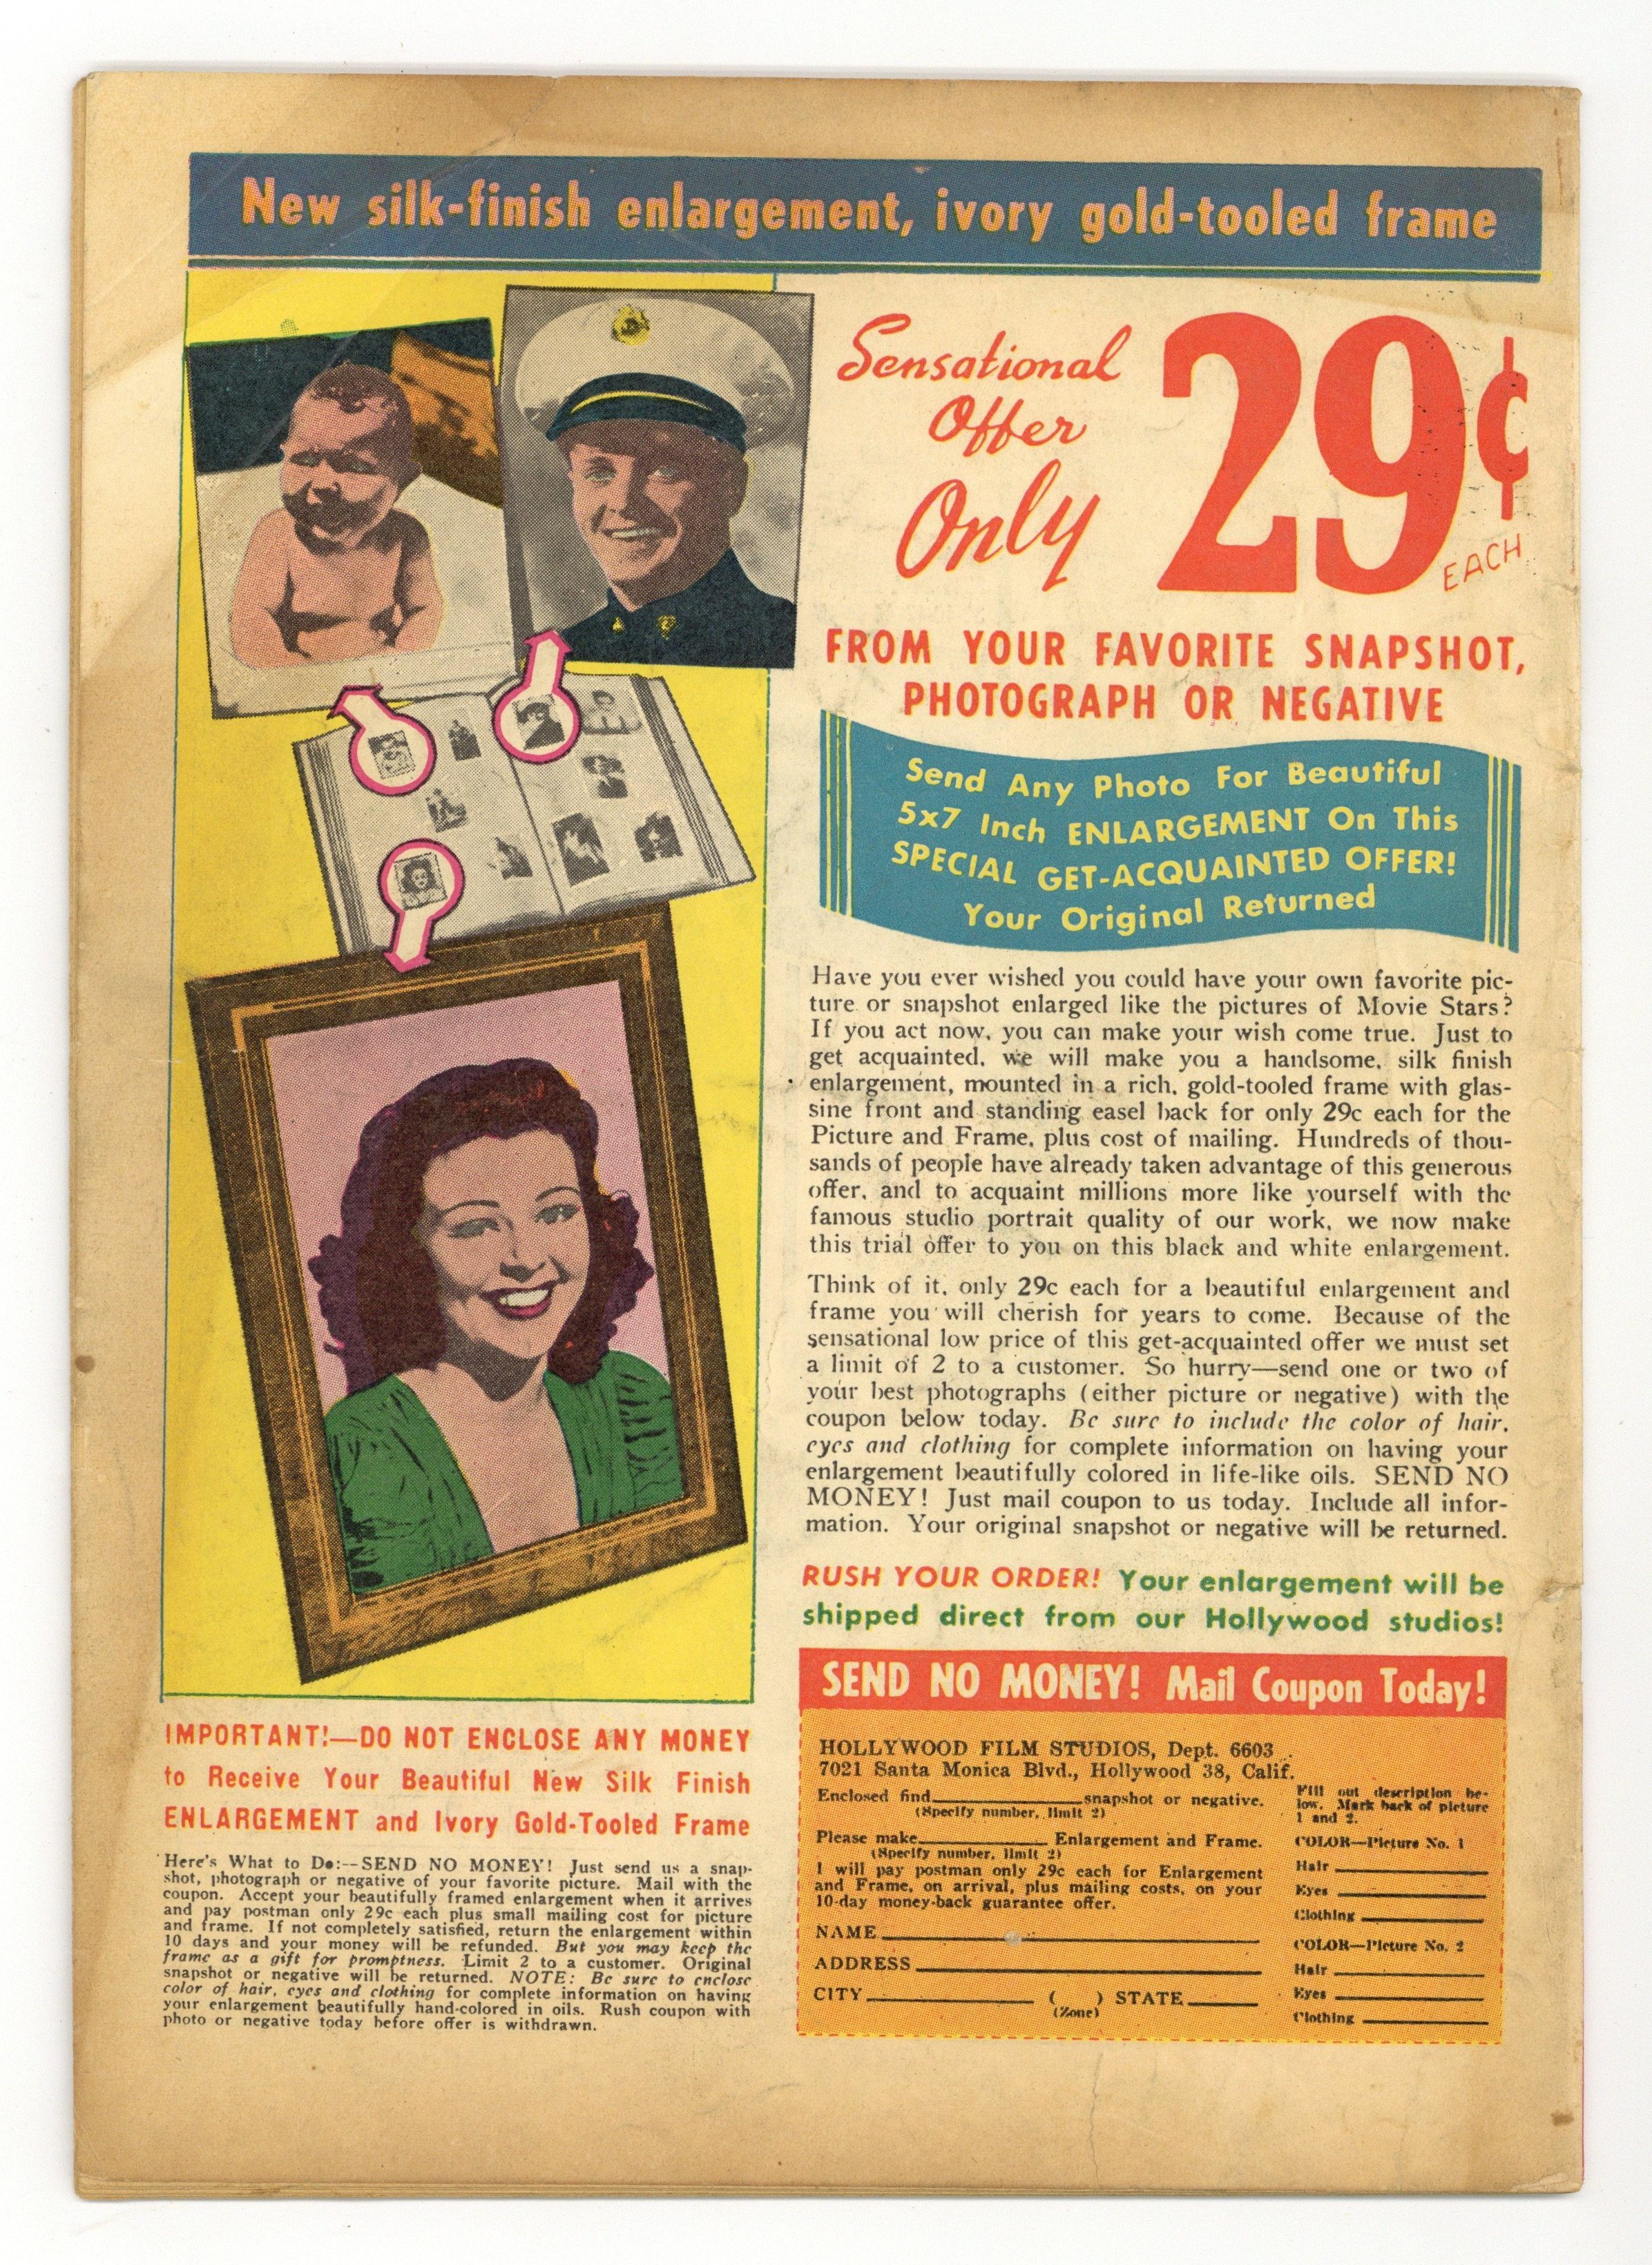 New silk-finish enlargement, ivory gold-tooled frame
Sensational
Offer
Only
29¢
EACH
FROM YOUR FAVORITE SNAPSHOT,
PHOTOGRAPH OR NEGATIVE
Send Any Photo For Beautiful
5x7 Inch ENLARGEMENT On This
SPECIAL GET-ACQUAINTED OFFER!
Your Original Returned
Have you ever wished you could have your own favorite pic-
ture or snapshot enlarged like the pictures of Movie Stars?
If you act now, you can make your wish come true. Just to
get acquainted, we will make you a handsome, silk finish
enlargement, mounted in a rich, gold-tooled frame with glas-
sine front and standing easel back for only 29c each for the
Picture and Frame, plus cost of mailing. Hundreds of thou-
sands of people have already taken advantage of this generous
offer, and to acquaint millions more like yourself with the
famous studio portrait quality of our work, we now make
this trial offer to you on this black and white enlargement.
Think of it, only 29c each for a beautiful enlargement and
frame you will cherish for years to come. Because of the
sensational low price of this get-acquainted offer we must set
a limit of 2 to a customer. So hurry—send one or two of
your best photographs (either picture or negative) with the
coupon below today. Be sure to include the color of hair,
eyes and clothing for complete information on having your
enlargement beautifully colored in life-like oils. SEND NO
MONEY! Just mail coupon to us today. Include all infor-
mation. Your original snapshot or negative will be returned.
RUSH YOUR ORDER! Your enlargement will be
shipped direct from our Hollywood studios!
IMPORTANT!—DO NOT ENCLOSE ANY MONEY
to Receive Your Beautiful New Silk Finish
ENLARGEMENT and Ivory Gold-Tooled Frame
Here's What to Do:--SEND NO MONEY! Just send us a snap-
shot, photograph or negative of your favorite picture. Mail with the
coupon. Accept your beautifully framed enlargement when it arrives
and pay postman only 29c each plus small mailing cost for picture
and frame. If not completely satisfied, return the enlargement within
10 days and your money will be refunded. But you may keep the
frame as a gift for promptness. Limit 2 to a customer. Original
snapshot or negative will be returned. NOTE: Be sure to enclose
color of hair, eyes and clothing for complete information on having
your enlargement beautifully hand-colored in oils. Rush coupon with
photo or negative today before offer is withdrawn.
SEND NO MONEY! Mail Coupon Today!
HOLLYWOOD FILM STUDIOS, Dept. 6603
7021 Santa Monica Blvd., Hollywood 38, Calif.
Enclosed find____snapshot or negative.
(Specify number, limit 2)
Please make____ Enlargement and Frame.
(Specify number, limit 2)
I will pay postman only 29c each for Enlargement
and Frame, on arrival, plus mailing costs, on your
10-day money-back guarantee offer.
NAME
ADDRESS
CITY ( ) STATE
(Zone)
Fill out description be-
low. Mark back of picture
1 and 2.
COLOR—Picture No. 1
Hair
Eyes
Clothing
COLOR—Picture No. 2
Hair
Eyes
Clothing